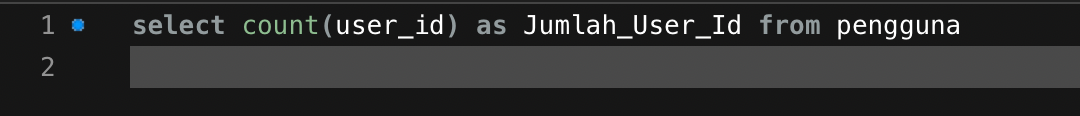 1 select count(user_id) as Jumlah_User_Id from pengguna
2